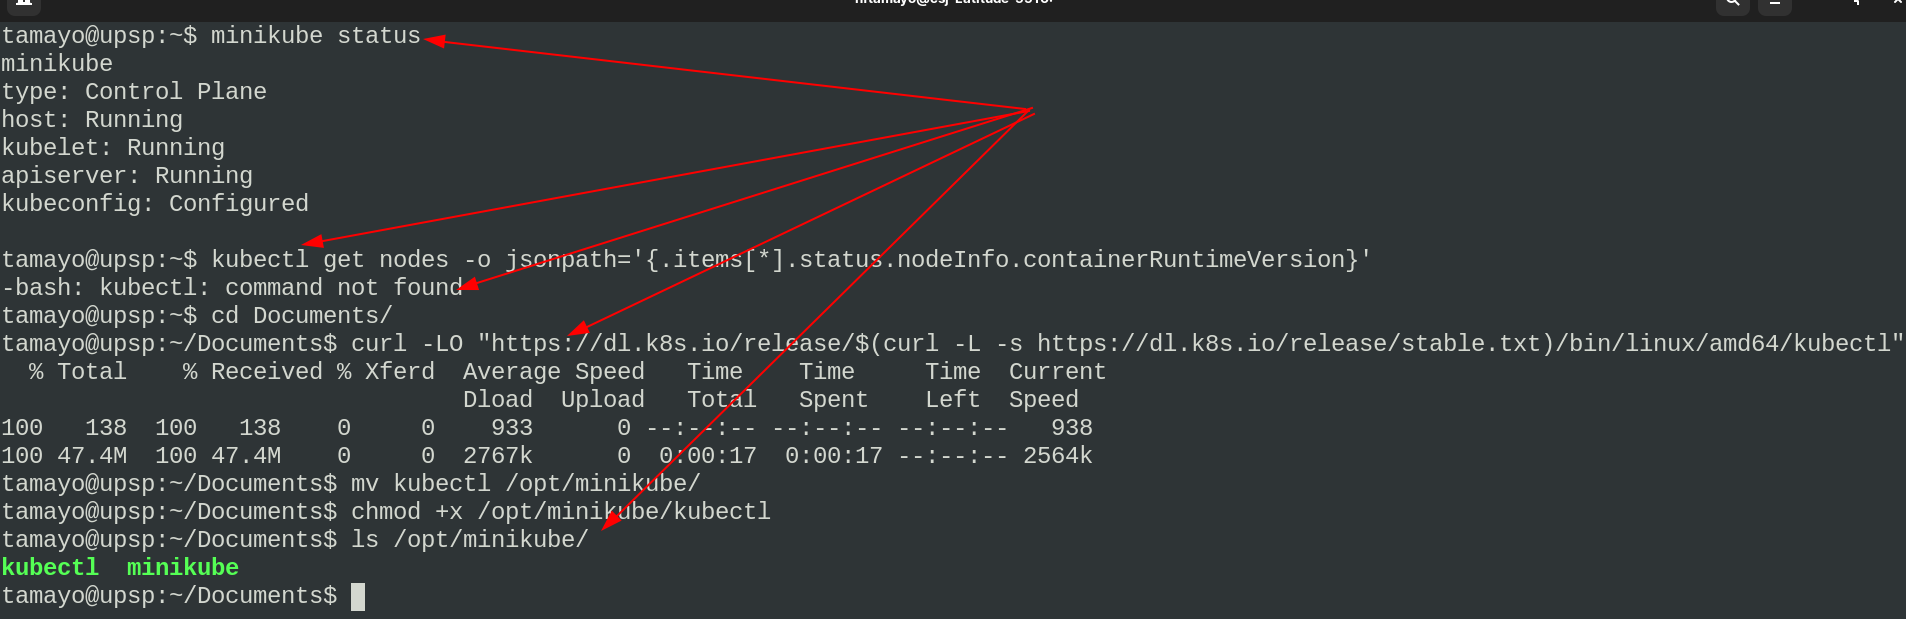 tamayo@upsp:~$ minikube status
minikube
type: Control Plane
host: Running
kubelet: Running
apiserver: Running
kubeconfig: Configured
tamayo@upsp:~$ kubectl get nodes -o jsonpath='{.items[*].status.nodeInfo.containerRuntimeVersion}'
-bash: kubectl: command not found
tamayo@upsp:~$ cd Documents/
tamayo@upsp:~/Documents$ curl -LO "https://dl.k8s.io/release/$(curl -L -s https://dl.k8s.io/release/stable.txt)/bin/linux/amd64/kubectl"
  % Total    % Received % Xferd  Average Speed   Time    Time     Time  Current
                                 Dload  Upload   Total   Spent    Left  Speed
100   138  100   138    0     0    933      0 --:--:-- --:--:-- --:--:--   938
100 47.4M  100 47.4M    0     0  2767k      0  0:00:17  0:00:17 --:--:-- 2564k
tamayo@upsp:~/Documents$ mv kubectl /opt/minikube/
tamayo@upsp:~/Documents$ chmod +x /opt/minikube/kubectl
tamayo@upsp:~/Documents$ ls /opt/minikube/
kubectl  minikube
tamayo@upsp:~/Documents$